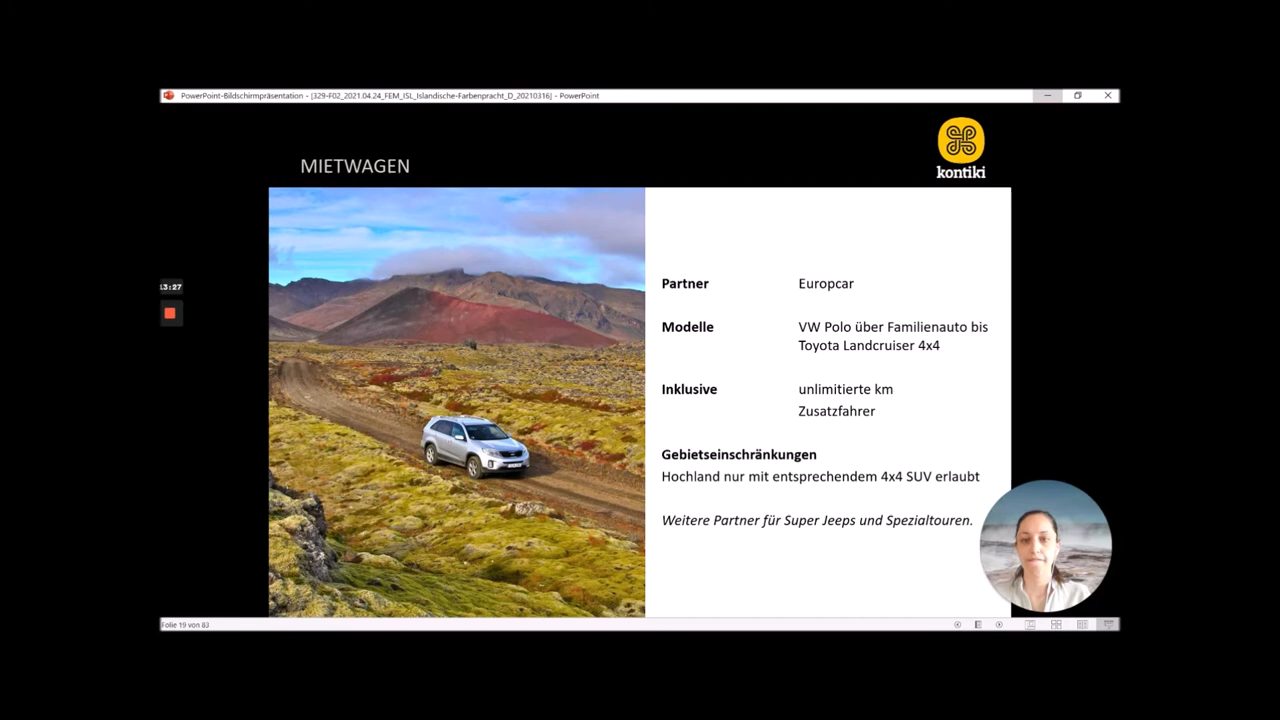 PowerPoint-Bildschirmpräsentation - [329-F02_2021.04.24_FEM_ISL_Islandische-Farbenpracht_D_20210316] - PowerPoint
MIETWAGEN
kontiki
13:27
Partner Europcar
Modelle VW Polo über Familienauto bis
Toyota Landcruiser 4x4
Inklusive unlimitierte km
Zusatzfahrer
Gebietseinschränkungen
Hochland nur mit entsprechendem 4x4 SUV erlaubt
Weitere Partner für Super Jeeps und Spezialtouren.
Folie 19 von 83